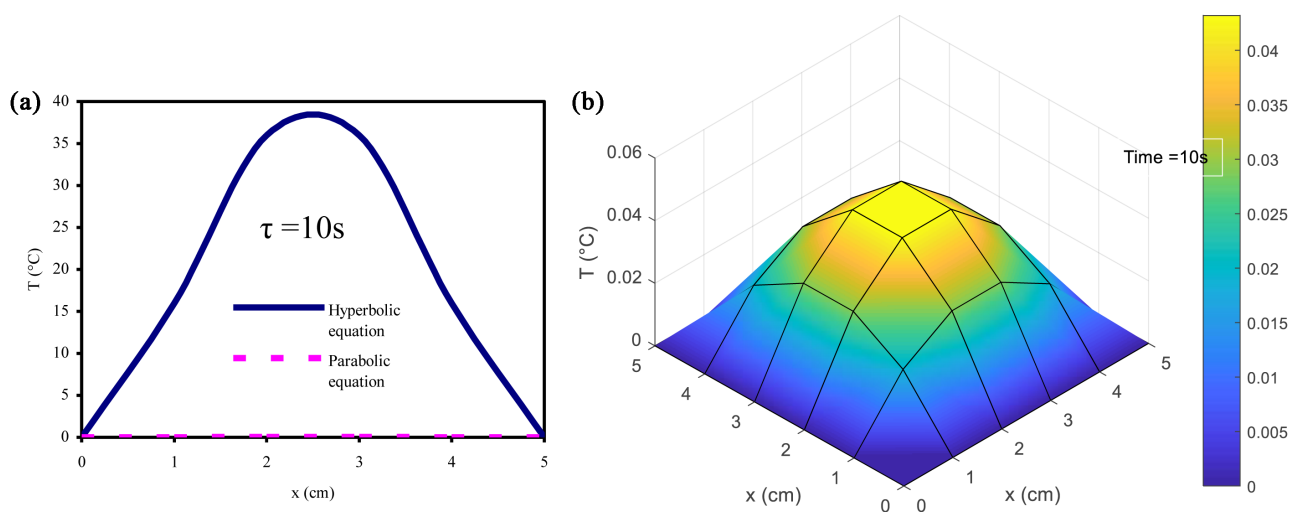 (a)
40
35
30
25
20
15
10
5
0
T (°C)
τ =10s
Hyperbolic
equation
Parabolic
equation
0 1 2 3 4 5
x (cm)
(b)
0.06
0.04
0.02
0
T (°C)
Time =10s
5 4 3 2 1 0
x (cm)
0 1 2 3 4 5
x (cm)
0.04
0.035
0.03
0.025
0.02
0.015
0.01
0.005
0